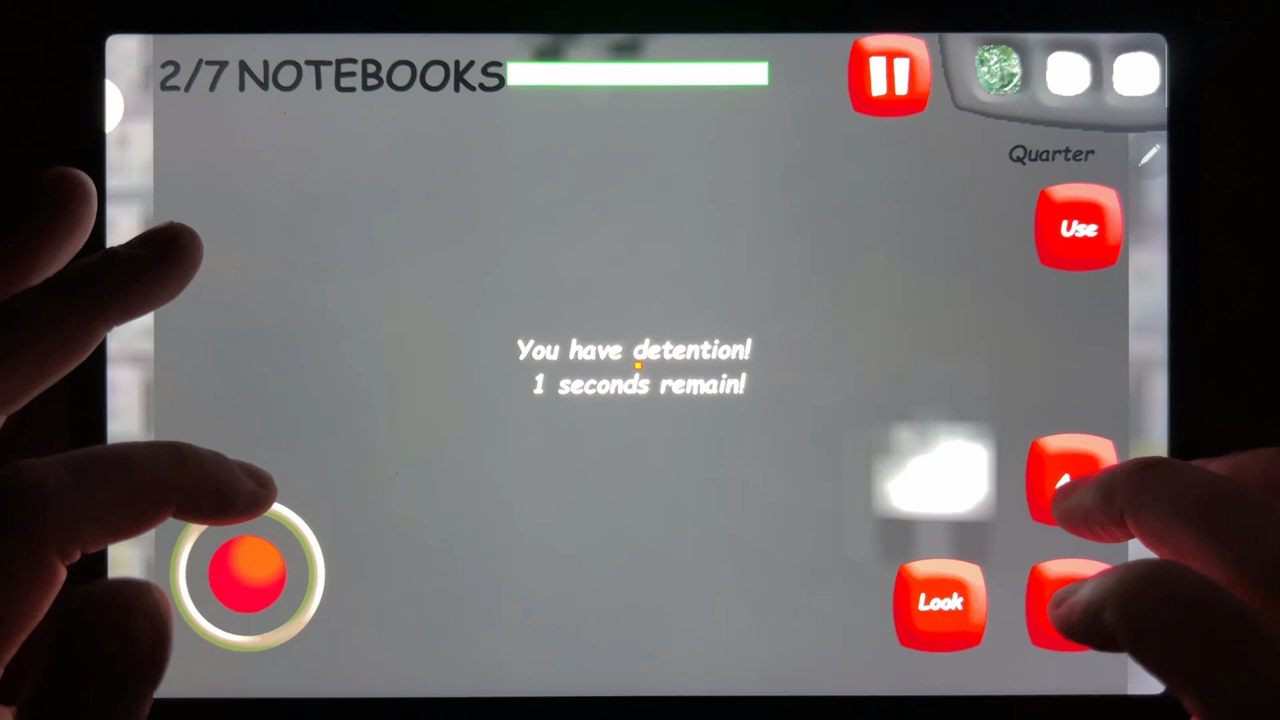 2/7 NOTEBOOKS
Quarter
Use
You have detention!
1 seconds remain!
Look